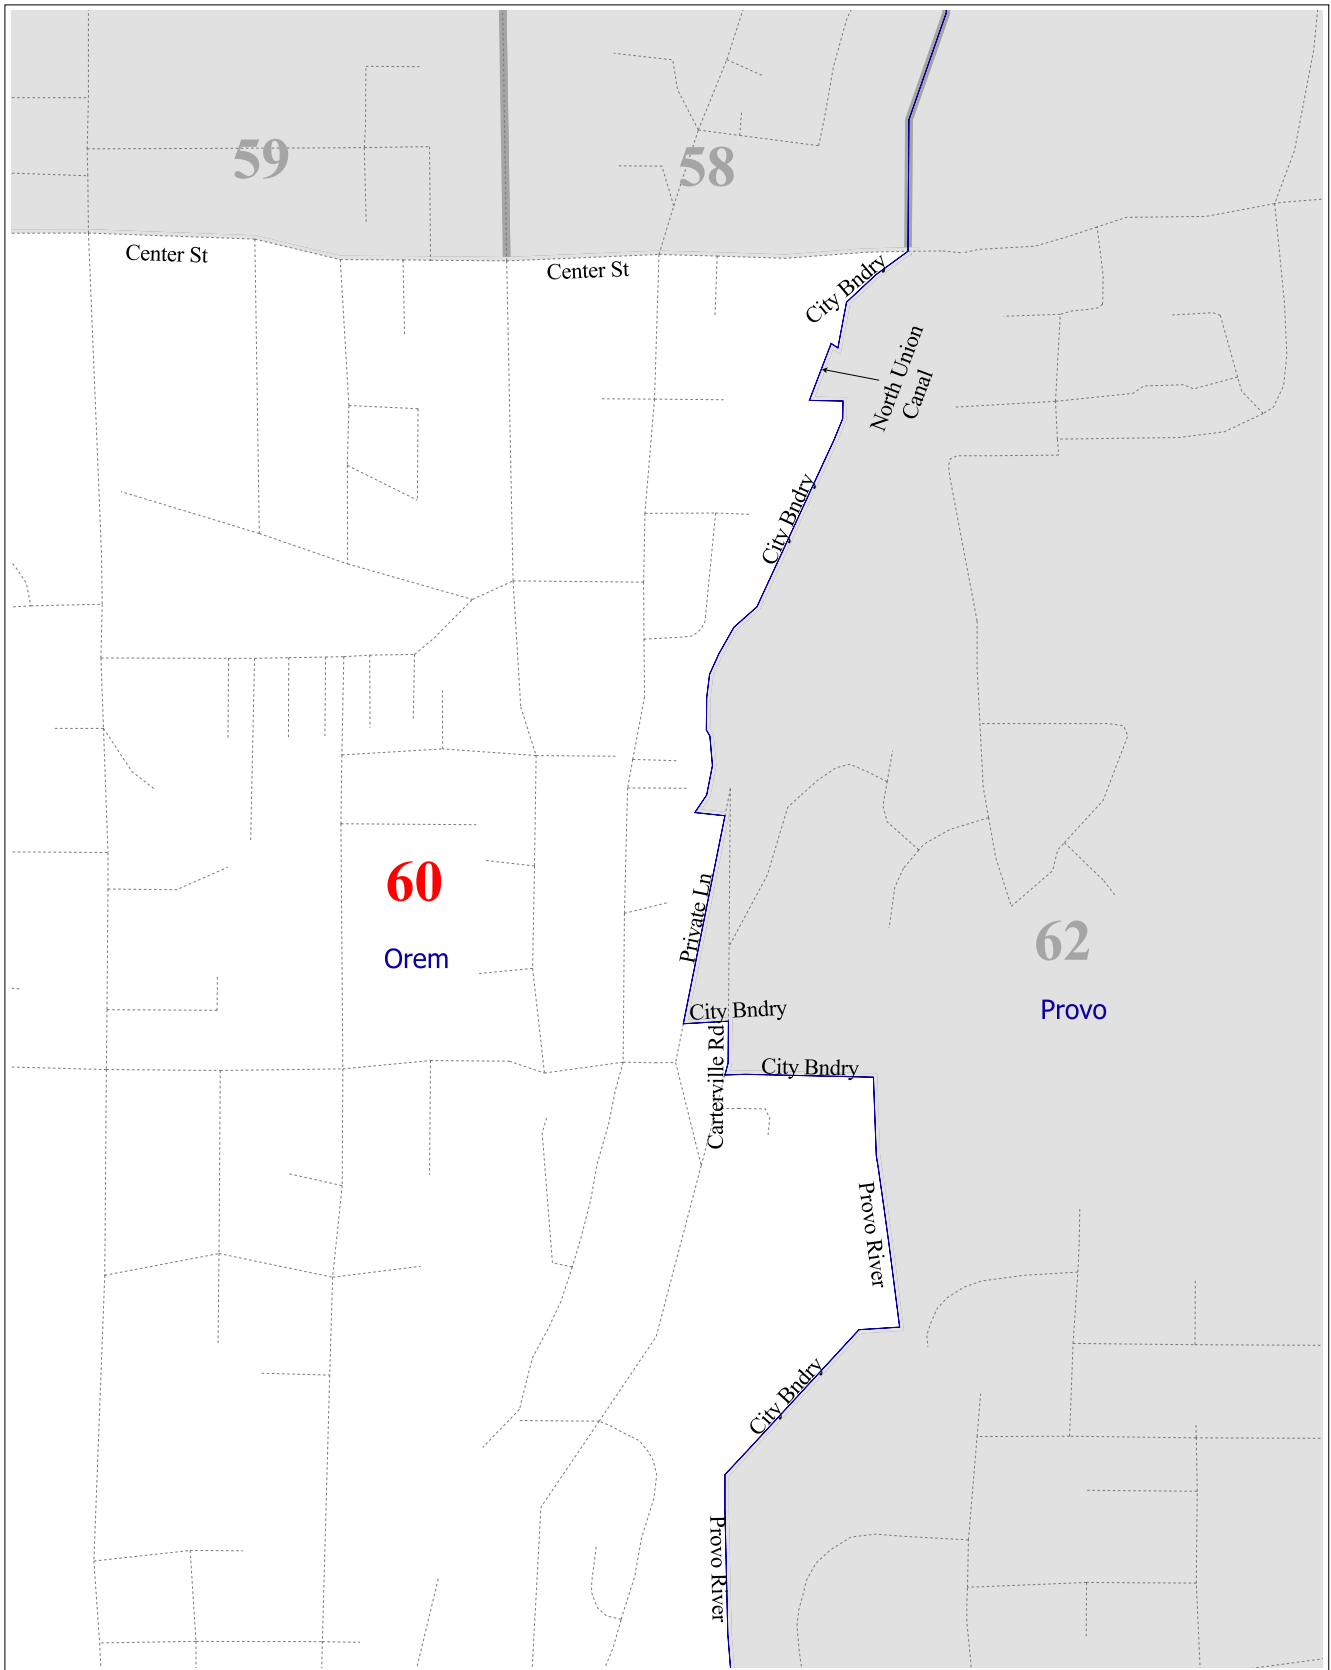 59
58
Center St
Center St
City Bndry
North Union
Canal
City Bndry
60
Orem
Private Ln
62
Provo
City Bndry
Carterville Rd
City Bndry
Provo River
City Bndry
Provo River